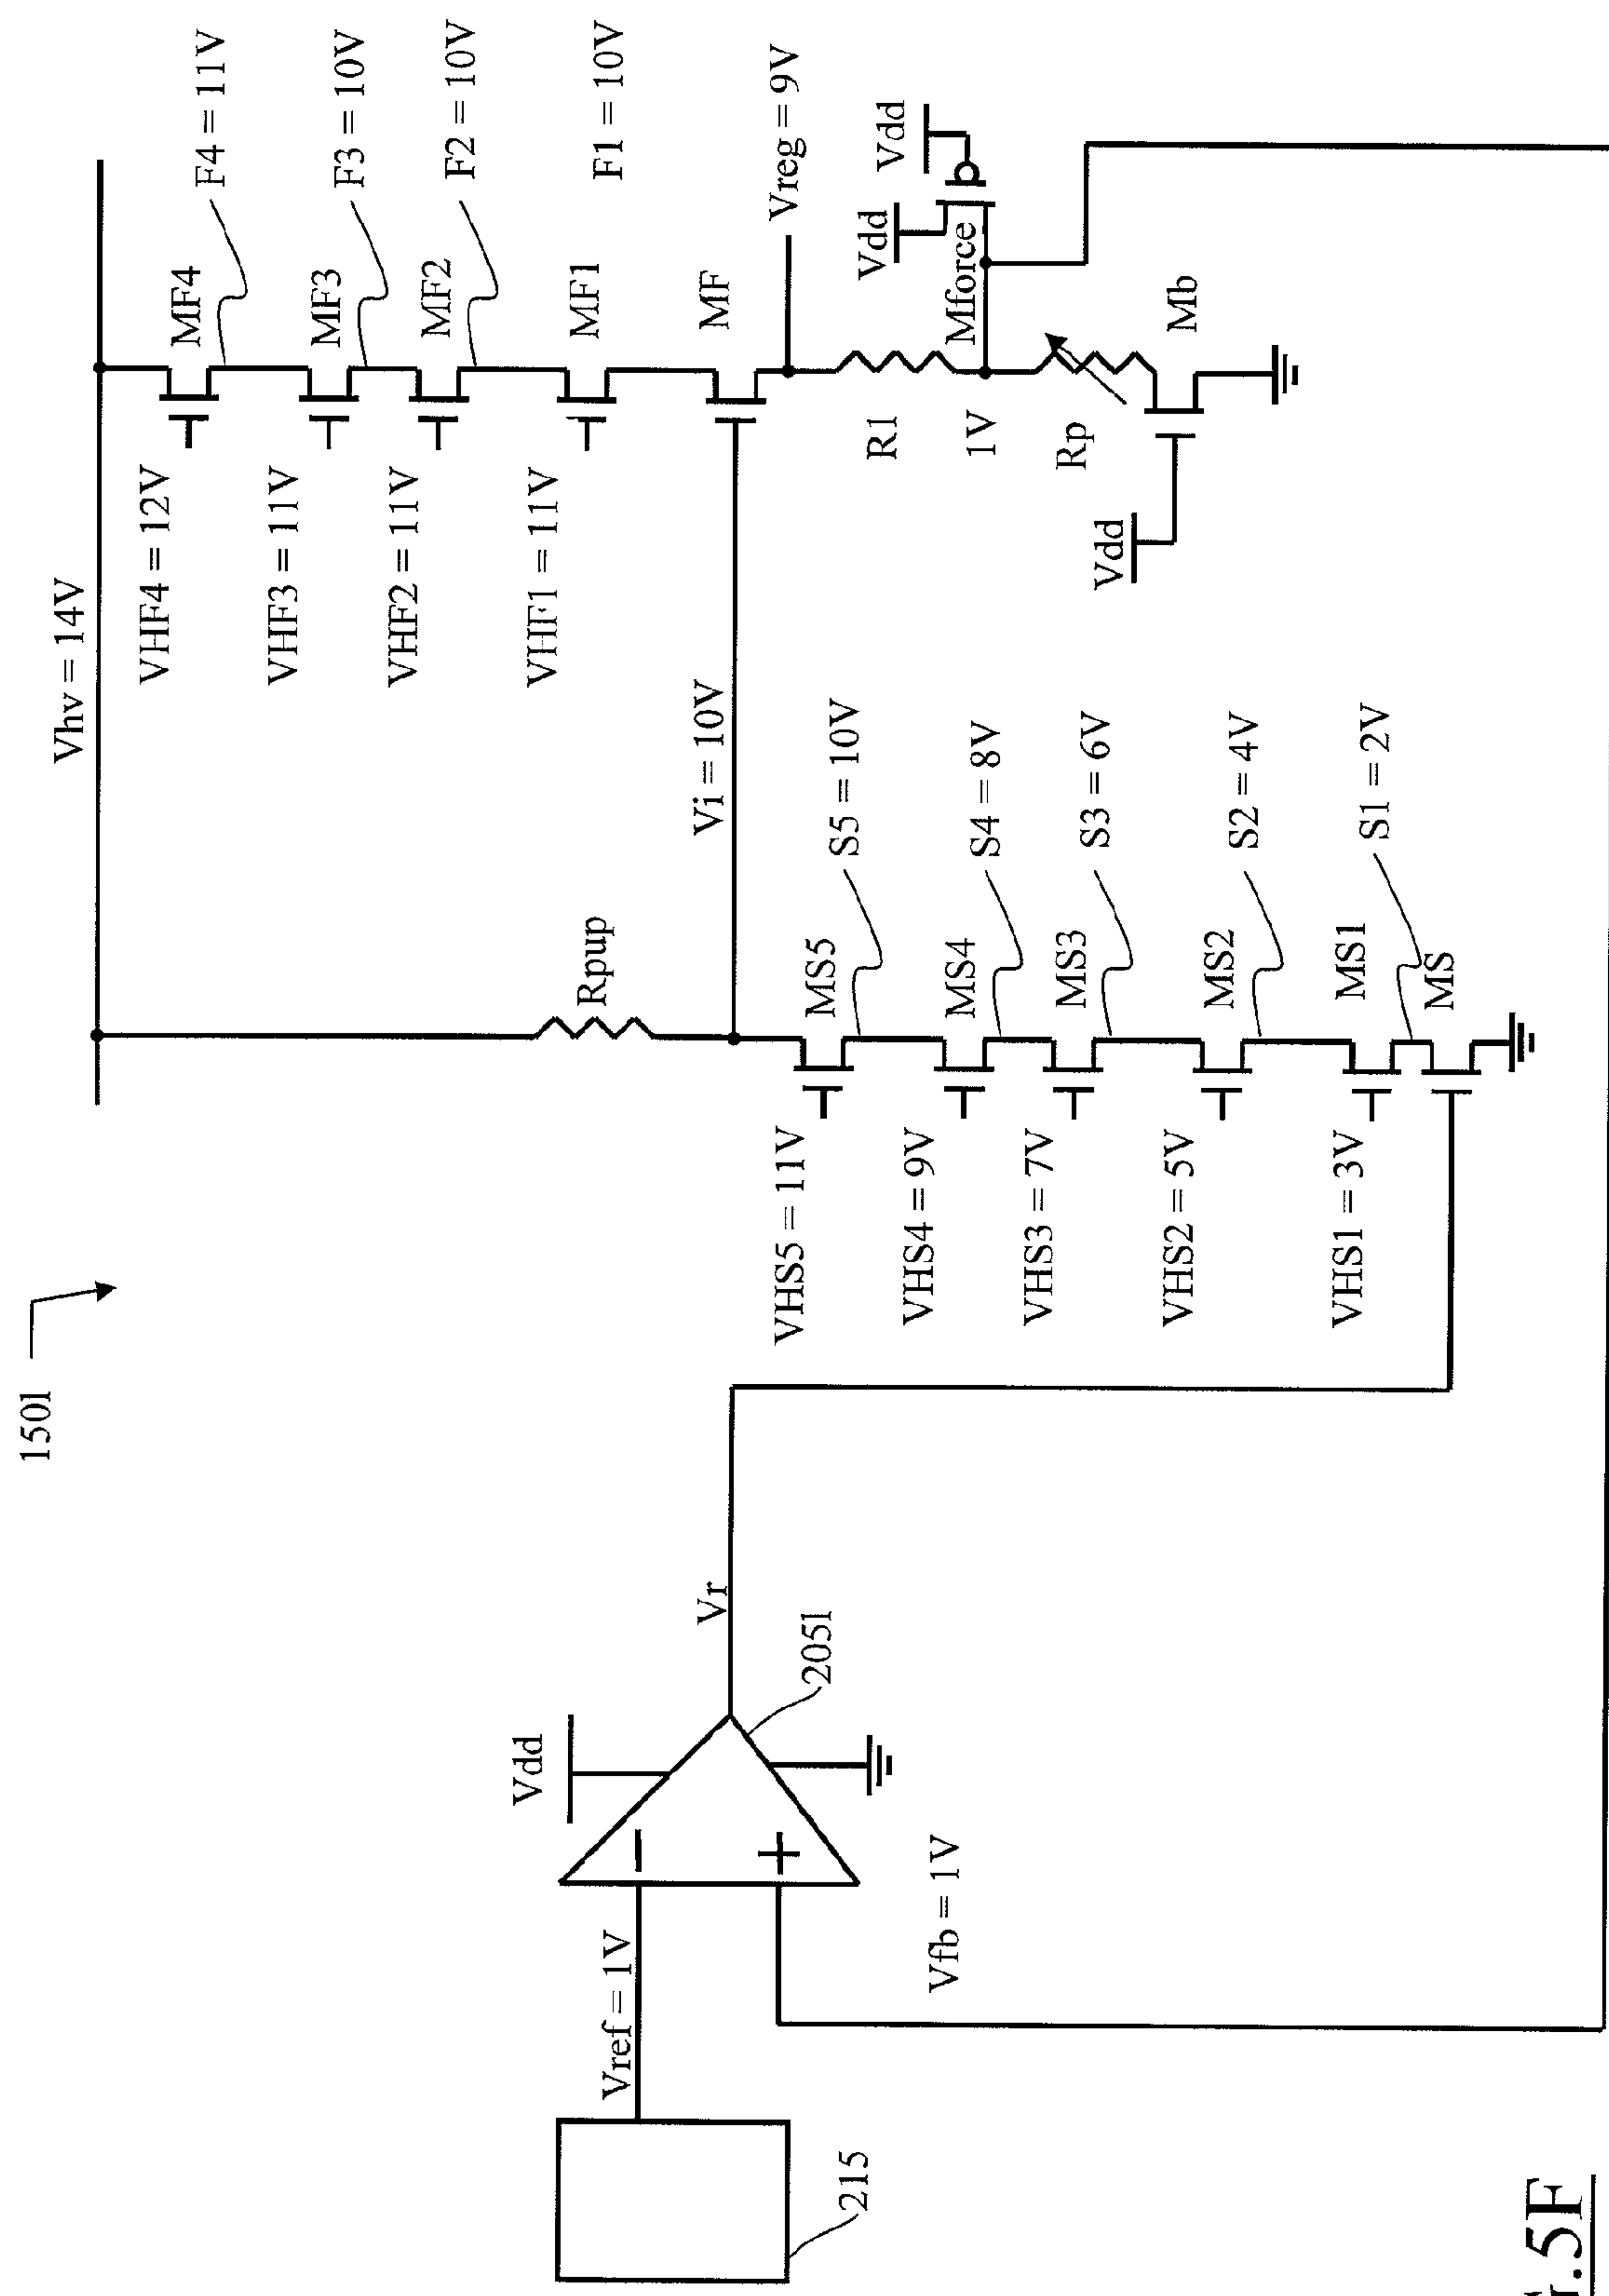 150l
Vhv = 14V
VHF4 = 12V
MF4
F4 = 11V
VHF3 = 11V
MF3
F3 = 10V
VHF2 = 11V
MF2
F2 = 10V
VHF1 = 11V
MF1
F1 = 10V
Rpup
Vi = 10V
MF
Vreg = 9V
VHS5 = 11V
MS5
S5 = 10V
R1
Vdd
Vdd
Mforce
VHS4 = 9V
MS4
S4 = 8V
1V
VHS3 = 7V
MS3
S3 = 6V
Rp
Vdd
Mb
VHS2 = 5V
MS2
S2 = 4V
VHS1 = 3V
MS1
S1 = 2V
MS
Vdd
Vref = 1V
Vr
205l
215
Vfb = 1V
.5F